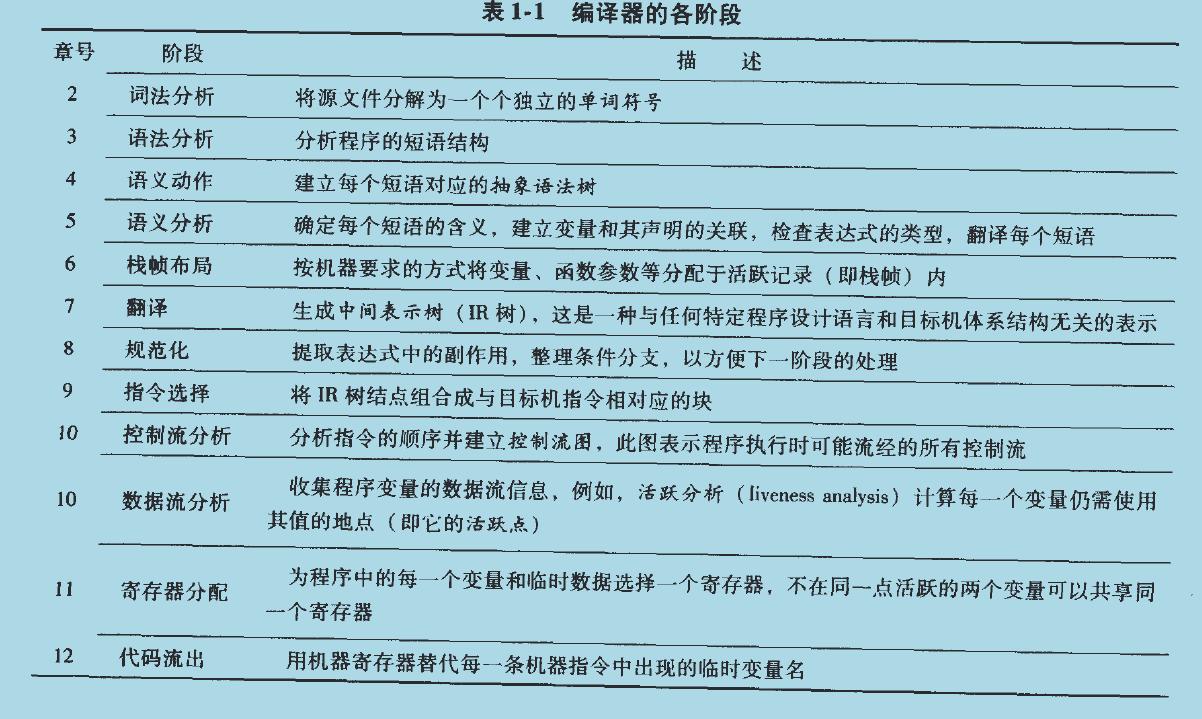 表 1-1 编译器的各阶段
章号 阶段 描 述
2 词法分析 将源文件分解为一个个独立的单词符号
3 语法分析 分析程序的短语结构
4 语义动作 建立每个短语对应的抽象语法树
5 语义分析 确定每个短语的含义，建立变量和其声明的关联，检查表达式的类型，翻译每个短语
6 栈帧布局 按机器要求的方式将变量、函数参数等分配于活跃记录（即栈帧）内
7 翻译 生成中间表示树（IR 树），这是一种与任何特定程序设计语言和目标机体系结构无关的表示
8 规范化 提取表达式中的副作用，整理条件分支，以方便下一阶段的处理
9 指令选择 将 IR 树结点组合成与目标机指令相对应的块
10 控制流分析 分析指令的顺序并建立控制流图，此图表示程序执行时可能流经的所有控制流
10 数据流分析 收集程序变量的数据流信息，例如，活跃分析（liveness analysis）计算每一个变量仍需使用
其值的地点（即它的活跃点）
11 寄存器分配 为程序中的每一个变量和临时数据选择一个寄存器，不在同一点活跃的两个变量可以共享同
一个寄存器
12 代码流出 用机器寄存器替代每一条机器指令中出现的临时变量名